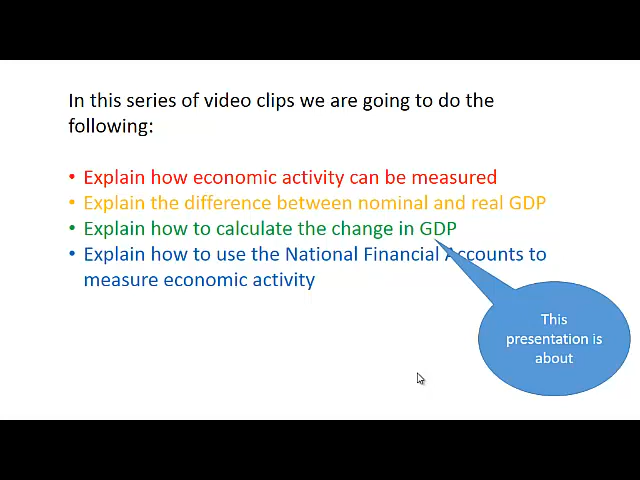 In this series of video clips we are going to do the
following:
• Explain how economic activity can be measured
• Explain the difference between nominal and real GDP
• Explain how to calculate the change in GDP
• Explain how to use the National Financial Accounts to
measure economic activity
This
presentation is
about